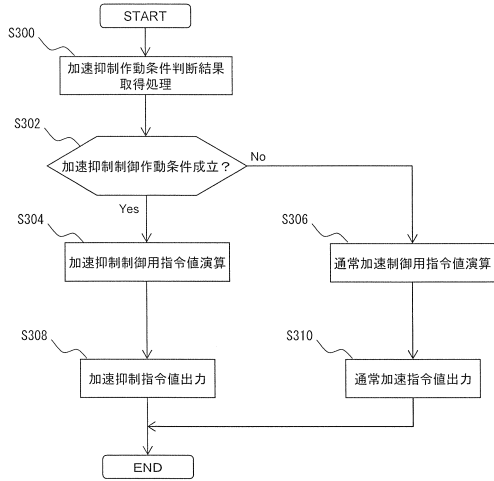 START
S300
加速抑制作動条件判断結果
取得処理
S302
加速抑制制御作動条件成立？
No
Yes
S304
加速抑制制御用指令値演算
S306
通常加速制御用指令値演算
S308
加速抑制指令値出力
S310
通常加速指令値出力
END